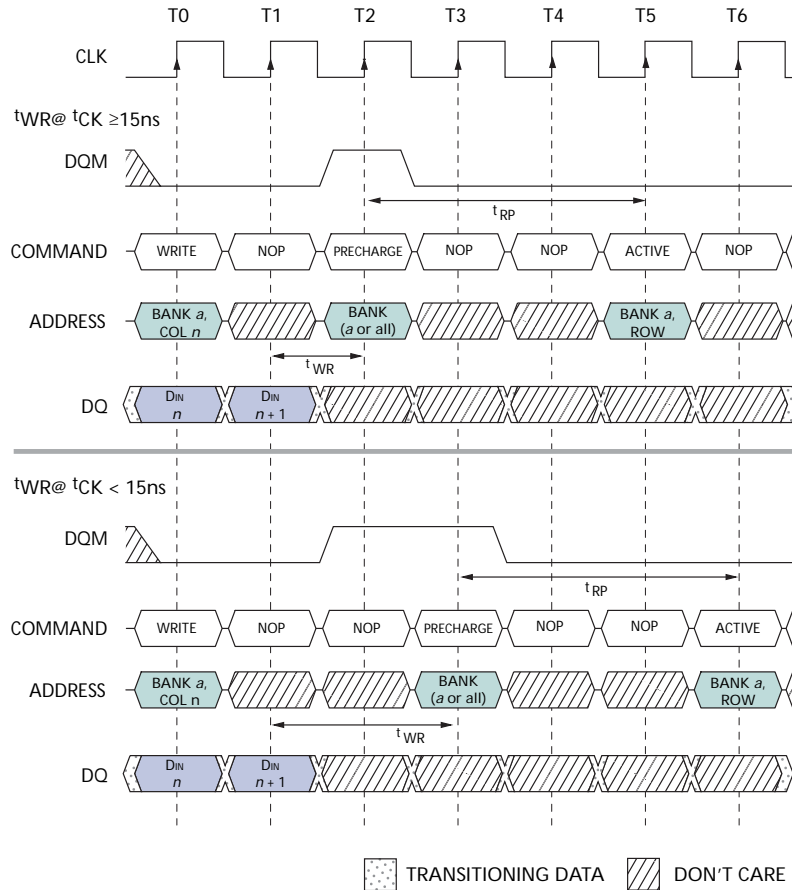 T0 T1 T2 T3 T4 T5 T6
CLK
tWR@ tCK ≥15ns
DQM
tRP
COMMAND WRITE NOP PRECHARGE NOP NOP ACTIVE NOP
ADDRESS BANK a, COL n BANK (a or all) BANK a, ROW
tWR
DQ DIN n DIN n + 1
tWR@ tCK < 15ns
DQM
tRP
COMMAND WRITE NOP NOP PRECHARGE NOP NOP ACTIVE
ADDRESS BANK a, COL n BANK (a or all) BANK a, ROW
tWR
DQ DIN n DIN n + 1
TRANSITIONING DATA DON'T CARE